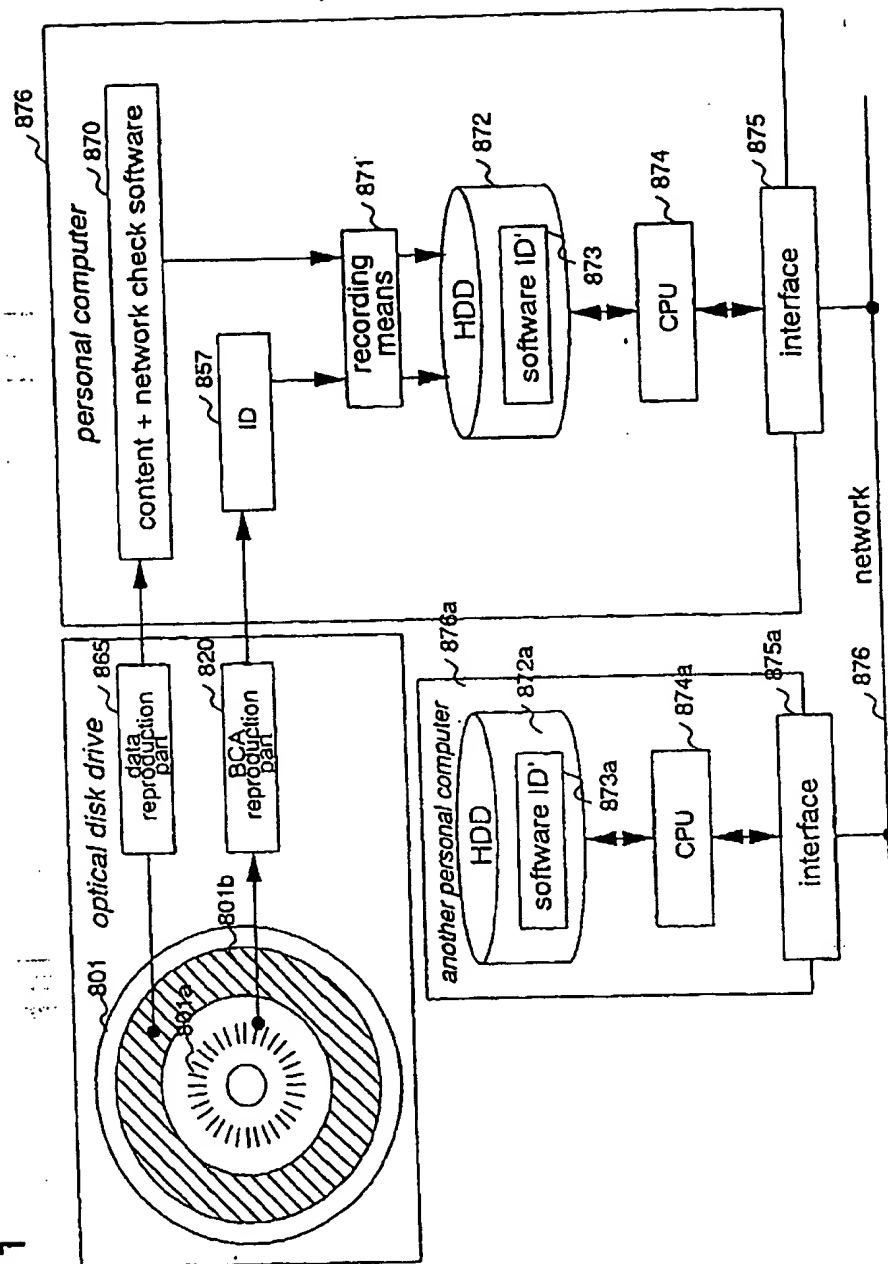 876
personal computer
870
content + network check software
857
ID
871
recording
means
872
HDD
software ID'
873
874
CPU
875
interface
network
optical disk drive
865
data
reproduction
part
820
BCA
reproduction
part
801
801a
801b
another personal computer
876a
HDD
872a
software ID'
873a
CPU
874a
interface
875a
876